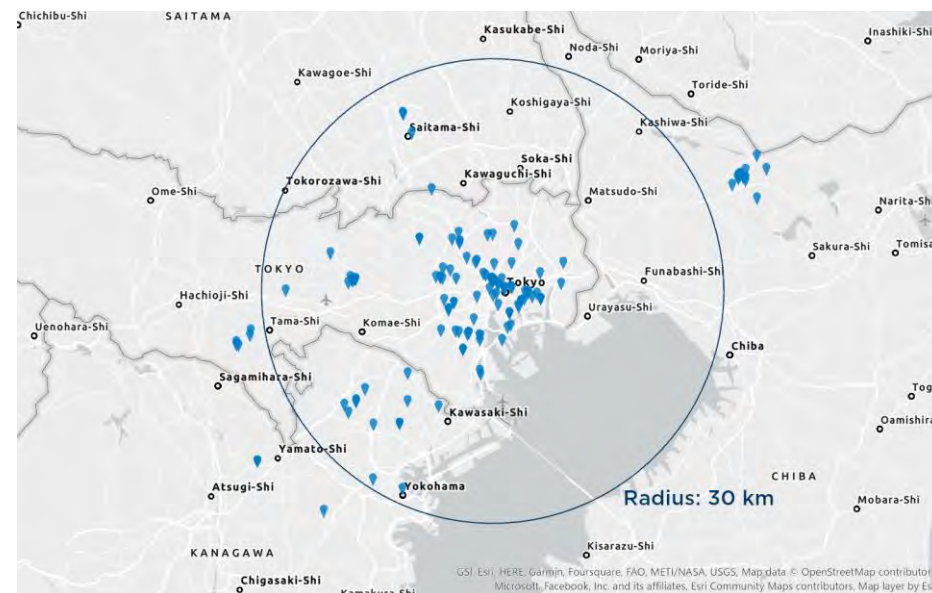 Chichibu-Shi
SAITAMA
Kasukabe-Shi
Inashiki-Shi
Noda-Shi
Moriya-Shi
Kawagoe-Shi
Toride-Shi
Koshigaya-Shi
Saitama-Shi
Kashiwa-Shi
Soka-Shi
Kawaguchi-Shi
Tokorozawa-Shi
Ome-Shi
Matsudo-Shi
Narita-Shi
Sakura-Shi
Tomisa
TOKYO
Funabashi-Shi
Tokyo
Hachioji-Shi
Urayasu-Shi
Uenohara-Shi
Tama-Shi
Komae-Shi
Chiba
Sagamihara-Shi
Tog
Kawasaki-Shi
Oamishira
Yamato-Shi
CHIBA
Atsugi-Shi
Yokohama
Radius: 30 km
Mobara-Shi
KANAGAWA
Kisarazu-Shi
GSI, Esri, HERE, Garmin, Foursquare, FAO, METI/NASA, USGS, Map data © OpenStreetMap contributor
Chigasaki-Shi
Microsoft, Facebook, Inc. and its affiliates, Esri Community Maps contributors, Map layer by Es